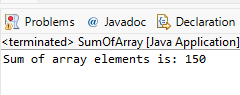 Problems @ Javadoc Declaration
<terminated> SumOfArray [Java Application]
Sum of array elements is: 150